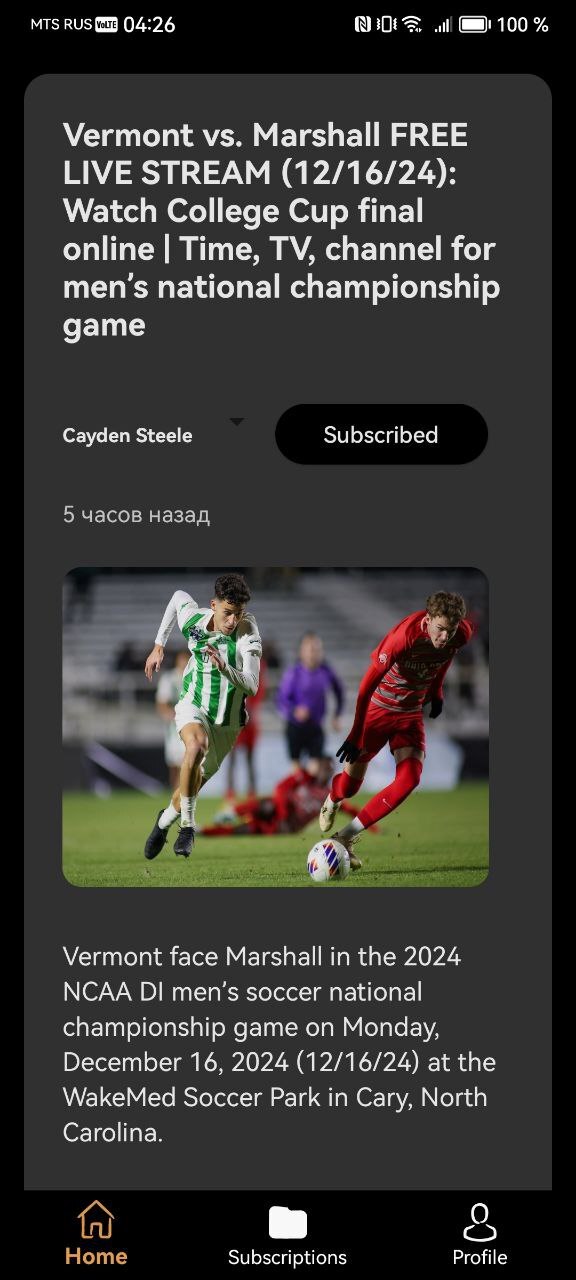 MTS RUS VoLTE 04:26 100 %
Vermont vs. Marshall FREE
LIVE STREAM (12/16/24):
Watch College Cup final
online | Time, TV, channel for
men’s national championship
game
Cayden Steele
Subscribed
5 часов назад
Vermont face Marshall in the 2024
NCAA DI men’s soccer national
championship game on Monday,
December 16, 2024 (12/16/24) at the
WakeMed Soccer Park in Cary, North
Carolina.
Home
Subscriptions
Profile